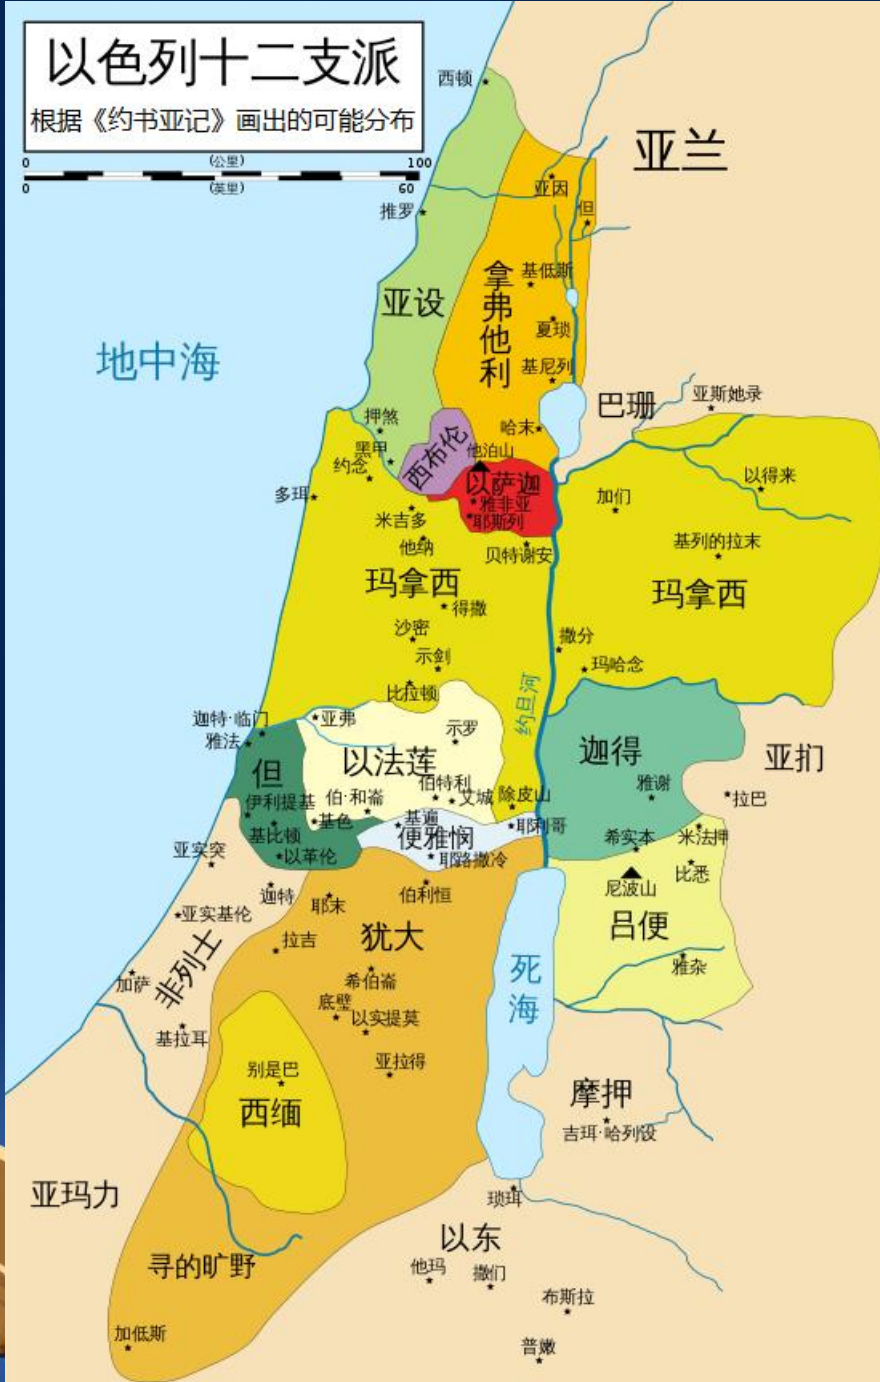 以色列十二支派
根据《约书亚记》画出的可能分布
0 (公里) 100
0 (英里) 60
西顿
亚兰
亚因
但
推罗
基低斯
拿弗他利
亚设
夏琐
地中海
基尼列
巴珊
亚斯她录
押煞
哈末
黑甲
西布伦
他泊山
约念
以萨迦
以得来
多珥
雅非亚
加们
米吉多
耶斯列
他纳
贝特谢安
基列的拉末
玛拿西
玛拿西
得撒
沙密
撒分
示剑
玛哈念
比拉顿
约旦河
迦特·临门
亚弗
示罗
雅法
迦得
亚扪
但
以法莲
伯特利
雅谢
伊利提基
伯·和崙
艾城
除皮山
拉巴
基色
基遍
耶利哥
基比顿
便雅悯
希实本
米法押
亚实突
以革伦
耶路撒冷
比悉
尼波山
迦特
伯利恒
亚实基伦
耶末
吕便
拉吉
犹大
非列士
雅杂
加萨
希伯崙
死海
底璧
以实提莫
基拉耳
亚拉得
别是巴
摩押
西缅
吉珥·哈列设
亚玛力
琐珥
以东
寻的旷野
他玛
撒们
布斯拉
加低斯
普嫩